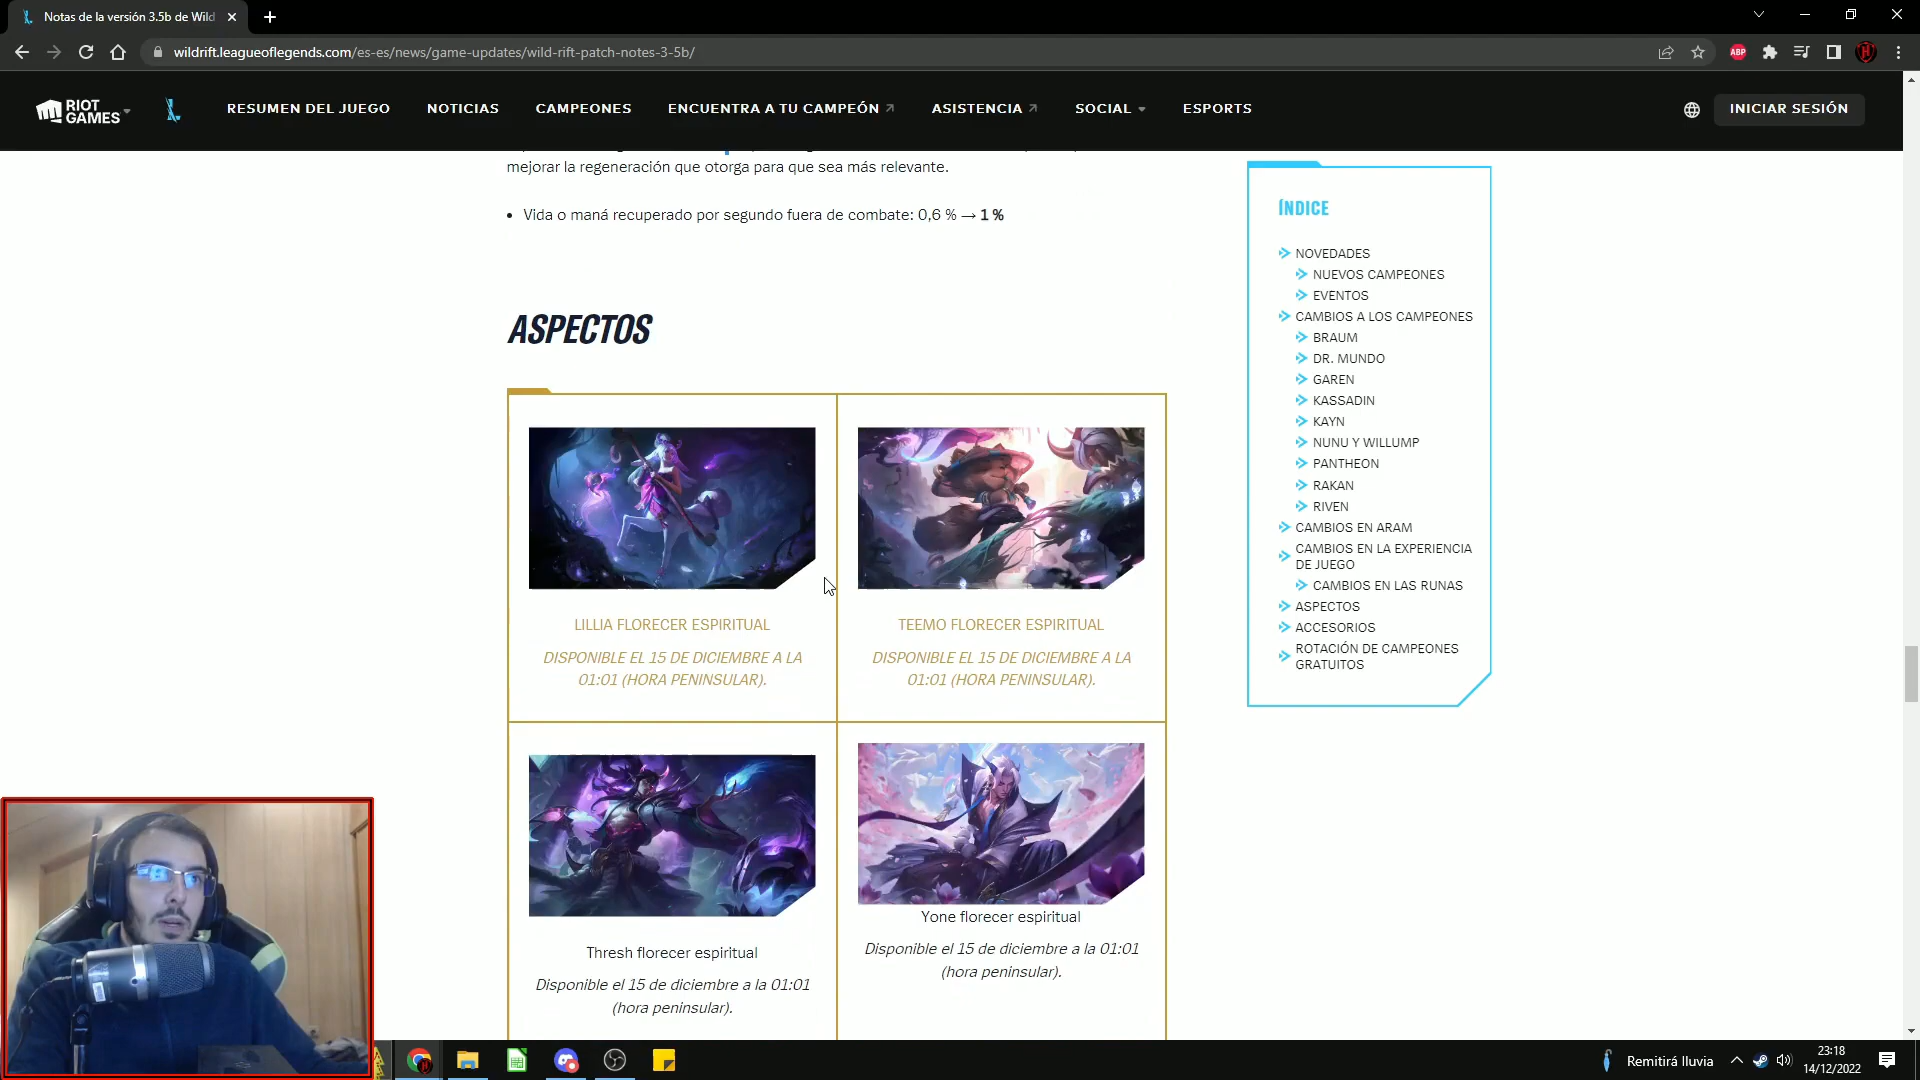 Notas de la versión 3.5b de Wild
wildrift.leagueoflegends.com/es-es/news/game-updates/wild-rift-patch-notes-3-5b/
ABP
RIOT GAMES
RESUMEN DEL JUEGO
NOTICIAS
CAMPEONES
ENCUENTRA A TU CAMPEÓN
ASISTENCIA
SOCIAL
ESPORTS
INICIAR SESIÓN
mejorar la regeneración que otorga para que sea más relevante.
• Vida o maná recuperado por segundo fuera de combate: 0,6 % → 1 %
ASPECTOS
LILLIA FLORECER ESPIRITUAL
DISPONIBLE EL 15 DE DICIEMBRE A LA
01:01 (HORA PENINSULAR).
TEEMO FLORECER ESPIRITUAL
DISPONIBLE EL 15 DE DICIEMBRE A LA
01:01 (HORA PENINSULAR).
Thresh florecer espiritual
Disponible el 15 de diciembre a la 01:01
(hora peninsular).
Yone florecer espiritual
Disponible el 15 de diciembre a la 01:01
(hora peninsular).
ÍNDICE
NOVEDADES
NUEVOS CAMPEONES
EVENTOS
CAMBIOS A LOS CAMPEONES
BRAUM
DR. MUNDO
GAREN
KASSADIN
KAYN
NUNU Y WILLUMP
PANTHEON
RAKAN
RIVEN
CAMBIOS EN ARAM
CAMBIOS EN LA EXPERIENCIA
DE JUEGO
CAMBIOS EN LAS RUNAS
ASPECTOS
ACCESORIOS
ROTACIÓN DE CAMPEONES
GRATUITOS
Remitirá lluvia
23:18
14/12/2022